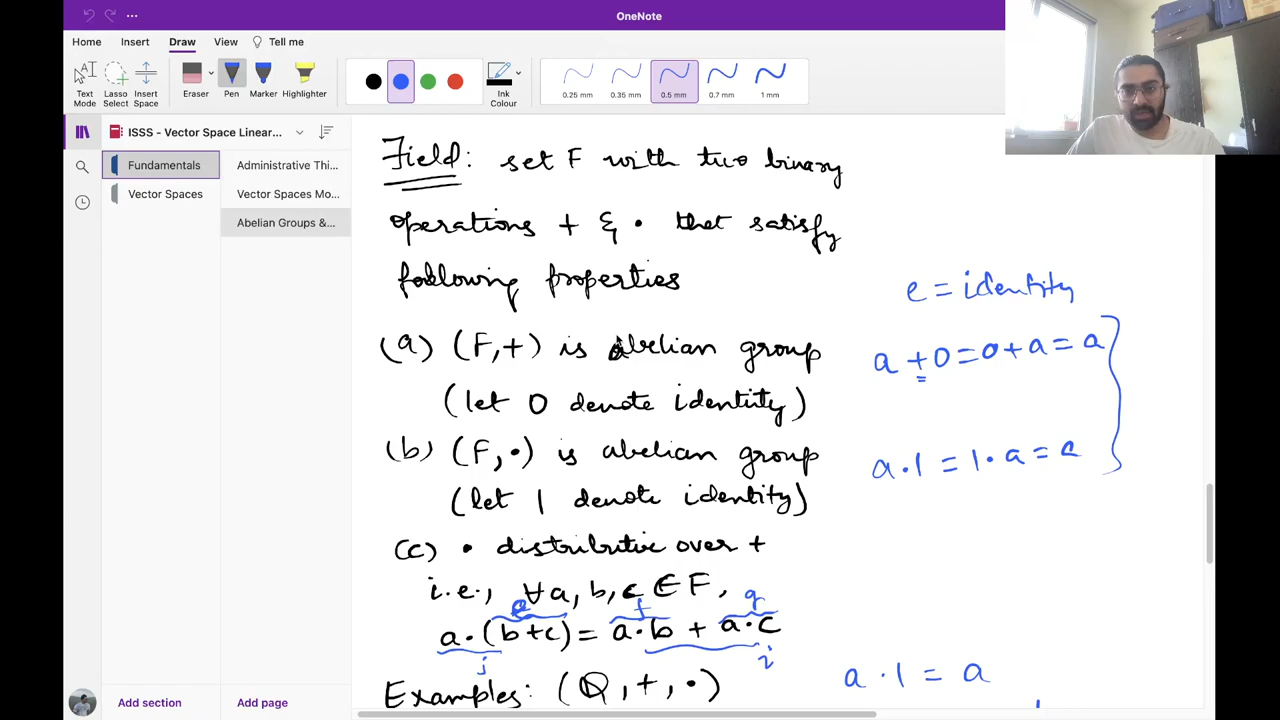 OneNote
Home Insert Draw View Tell me
Text Mode
Lasso Select
Insert Space
Eraser
Pen
Marker
Highlighter
Ink Colour
0.25 mm
0.35 mm
0.5 mm
0.7 mm
1 mm
ISSS - Vector Space Linear...
Fundamentals
Vector Spaces
Administrative Thi...
Vector Spaces Mo...
Abelian Groups &...
Add section
Add page
Field: set F with two binary
operations + & · that satisfy
following properties
(a) (F,+) is abelian group
(let 0 denote identity)
(b) (F,·) is abelian group
(let 1 denote identity)
(c) · distributive over +
i.e., ∀a, b, c ∈ F,
e f g
a·(b+c) = a·b + a·c
j i
Examples: (Q, +, ·)
e = identity
a + 0 = 0 + a = a
a·1 = 1·a = a
a·1 = a